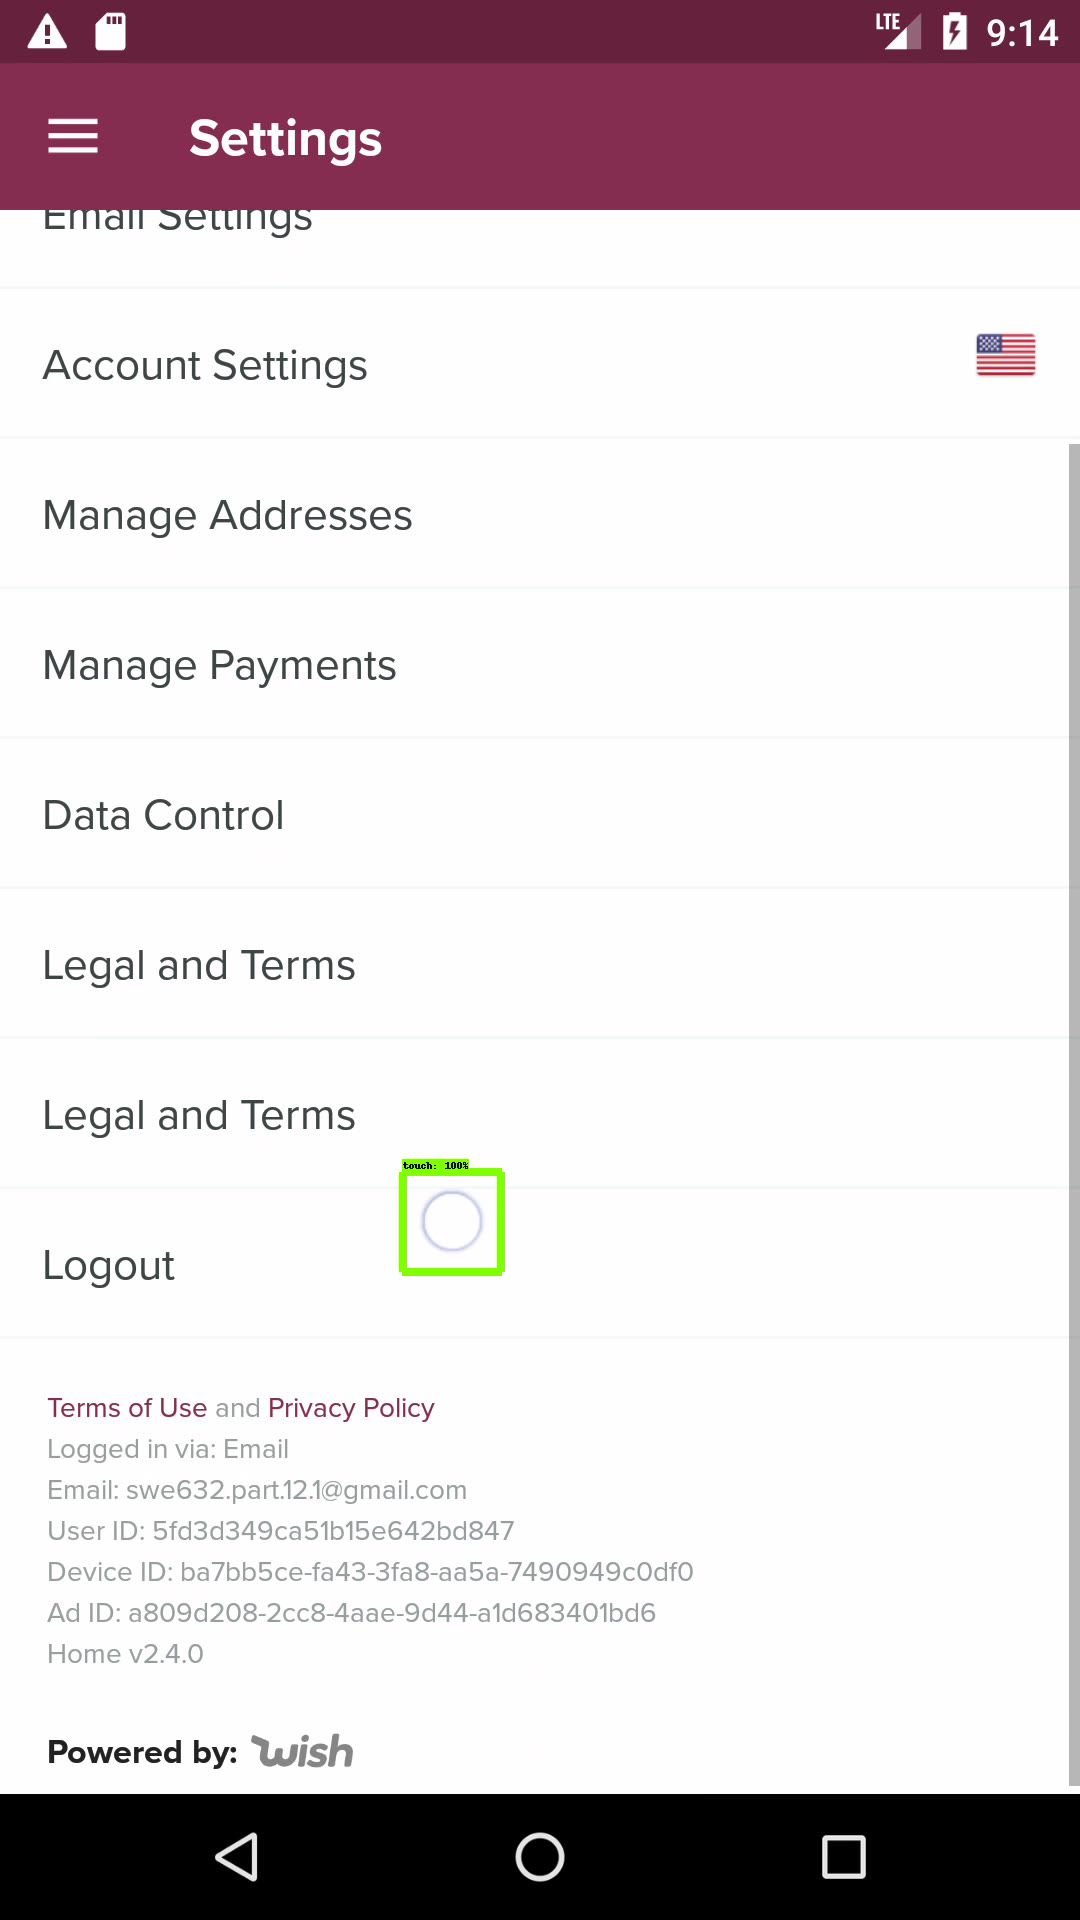 LTE 9:14
Settings
Email Settings
Account Settings
Manage Addresses
Manage Payments
Data Control
Legal and Terms
Legal and Terms
touch: 100%
Logout
Terms of Use and Privacy Policy
Logged in via: Email
Email: swe632.part.12.1@gmail.com
User ID: 5fd3d349ca51b15e642bd847
Device ID: ba7bb5ce-fa43-3fa8-aa5a-7490949c0df0
Ad ID: a809d208-2cc8-4aae-9d44-a1d683401bd6
Home v2.4.0
Powered by: wish